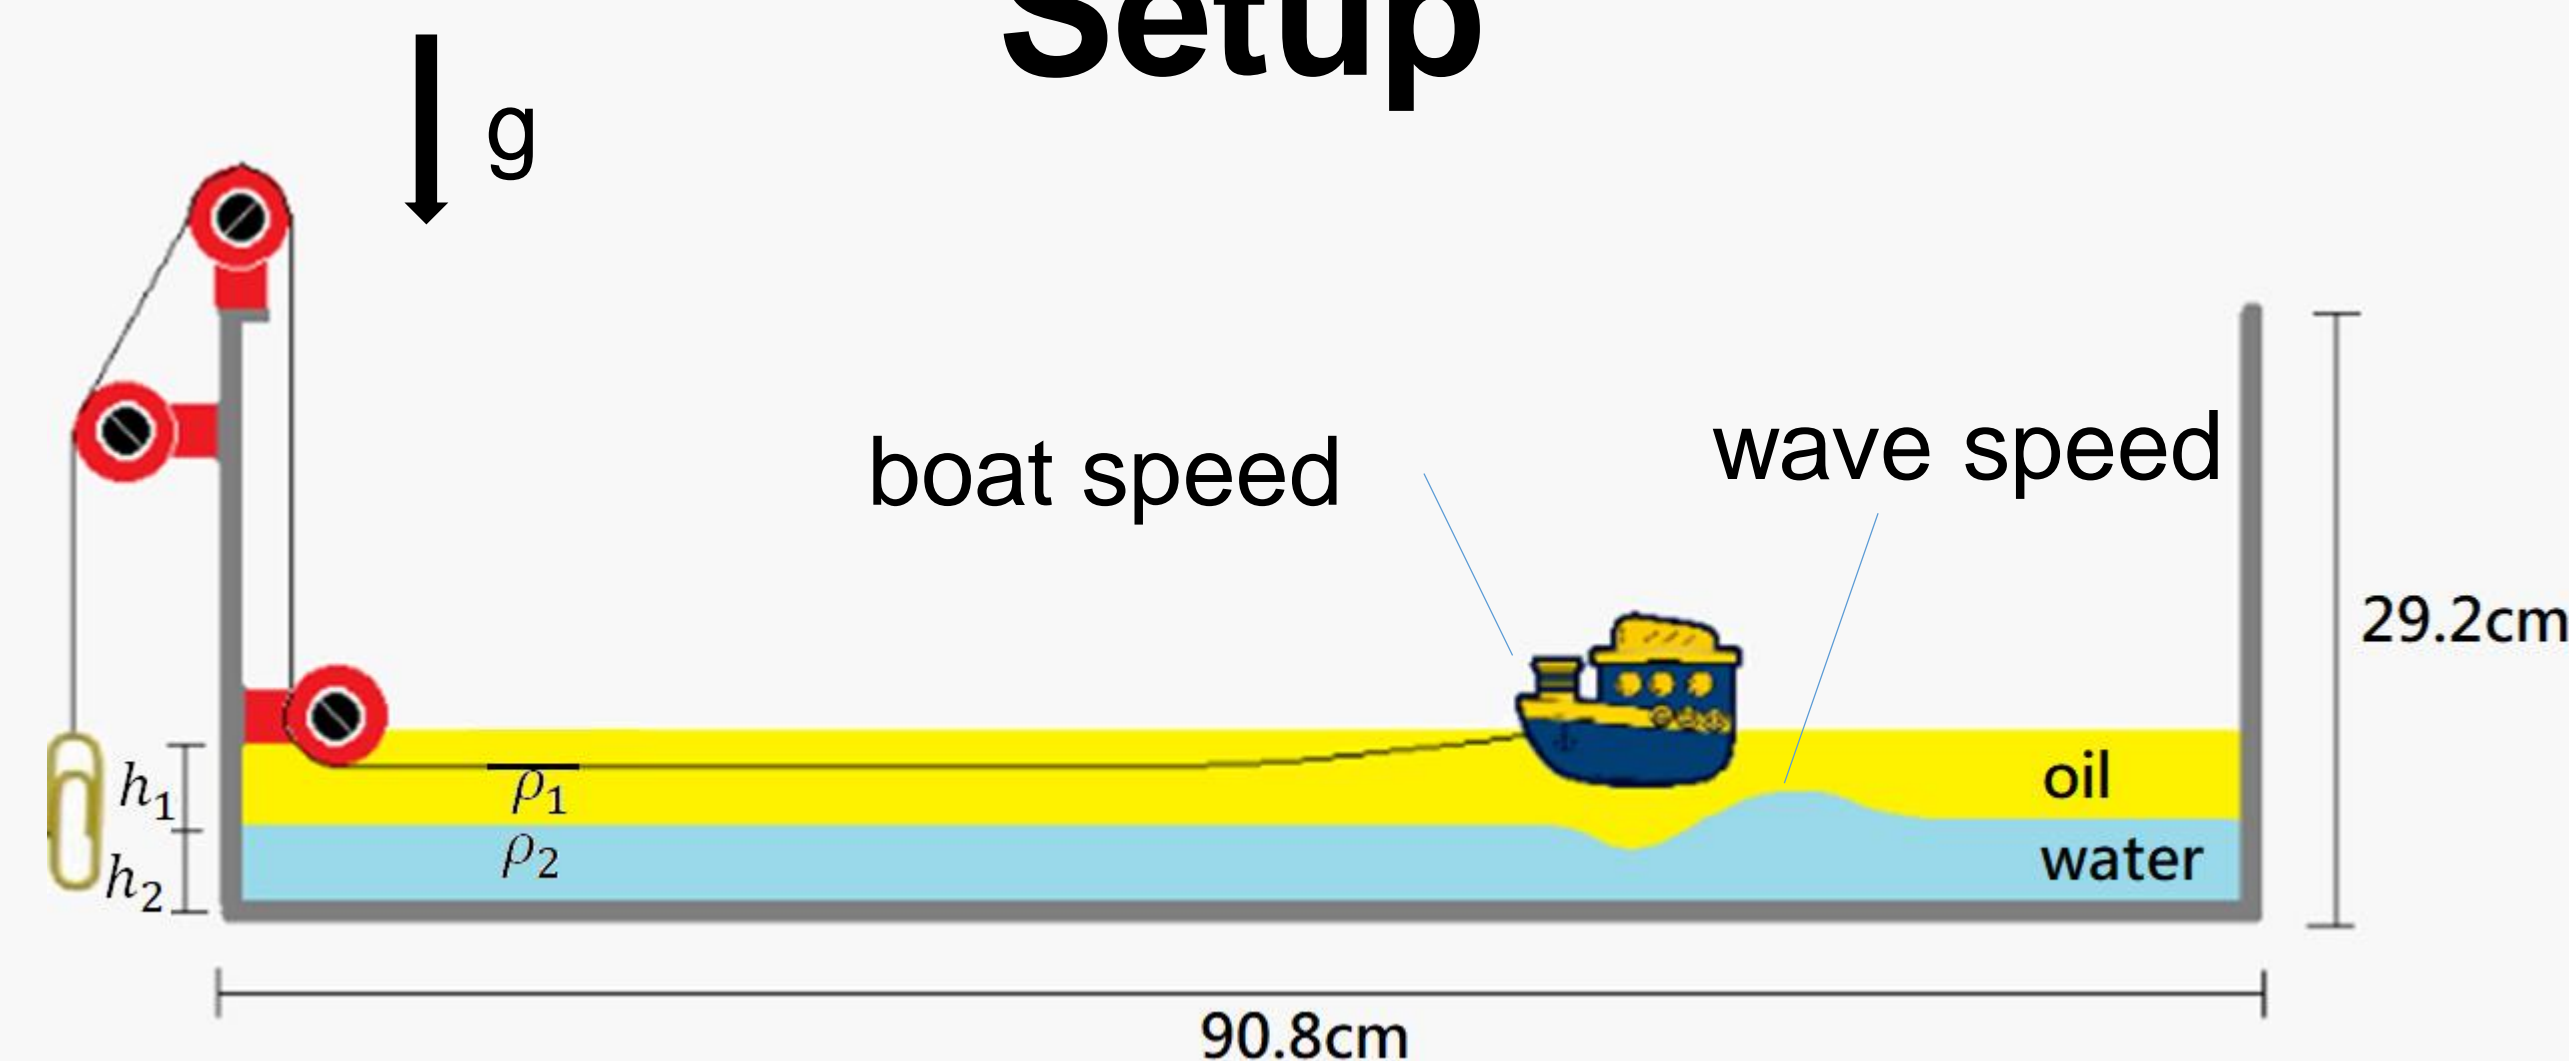 Setup
g
boat speed
wave speed
29.2cm
h₁
ρ₁
oil
h₂
ρ₂
water
90.8cm